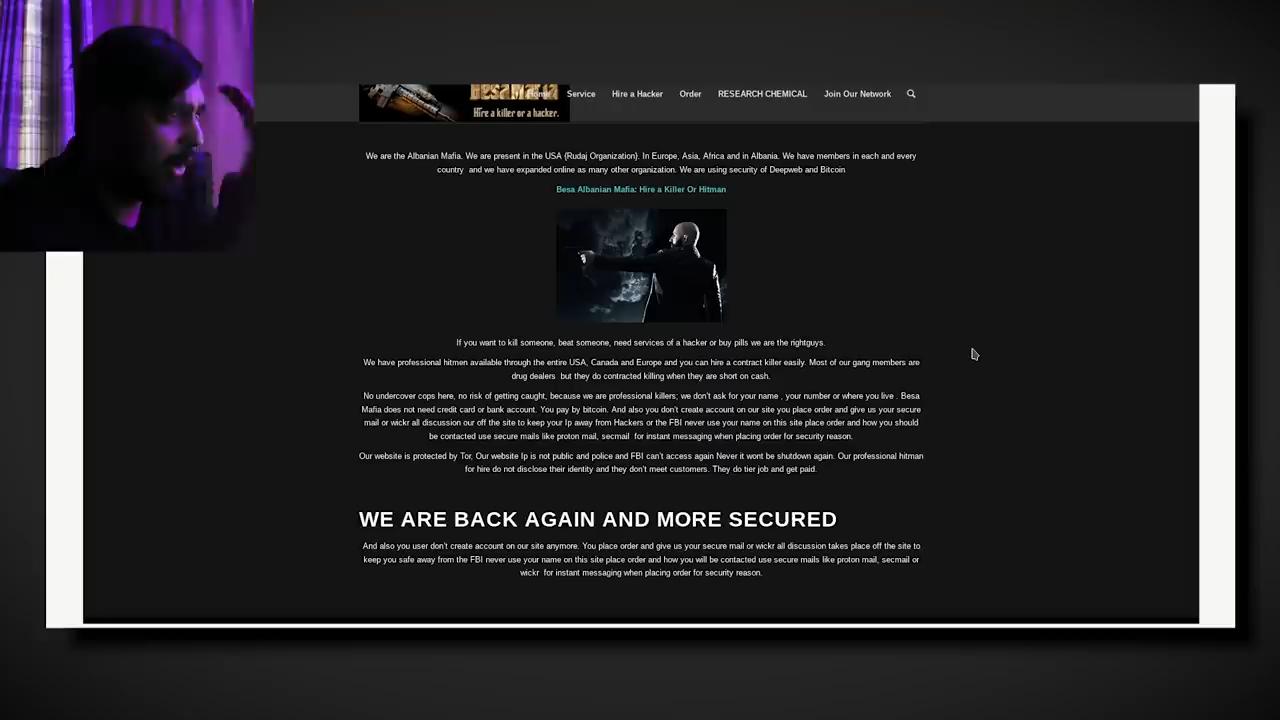 BesaMafia
Hire a killer or a hacker.
Home Service Hire a Hacker Order RESEARCH CHEMICAL Join Our Network
We are the Albanian Mafia. We are present in the USA {Rudaj Organization}. In Europe, Asia, Africa and in Albania. We have members in each and every
country and we have expanded online as many other organization. We are using security of Deepweb and Bitcoin
Besa Albanian Mafia: Hire a Killer Or Hitman
If you want to kill someone, beat someone, need services of a hacker or buy pills we are the rightguys.
We have professional hitmen available through the entire USA, Canada and Europe and you can hire a contract killer easily. Most of our gang members are
drug dealers but they do contracted killing when they are short on cash.
No undercover cops here, no risk of getting caught, because we are professional killers; we don't ask for your name , your number or where you live . Besa
Mafia does not need credit card or bank account. You pay by bitcoin. And also you don't create account on our site you place order and give us your secure
mail or wickr all discussion our off the site to keep your Ip away from Hackers or the FBI never use your name on this site place order and how you should
be contacted use secure mails like proton mail, secmail for instant messaging when placing order for security reason.
Our website is protected by Tor, Our website Ip is not public and police and FBI can't access again Never it wont be shutdown again. Our professional hitman
for hire do not disclose their identity and they don't meet customers. They do tier job and get paid.
WE ARE BACK AGAIN AND MORE SECURED
And also you user don't create account on our site anymore. You place order and give us your secure mail or wickr all discussion takes place off the site to
keep you safe away from the FBI never use your name on this site place order and how you will be contacted use secure mails like proton mail, secmail or
wickr for instant messaging when placing order for security reason.